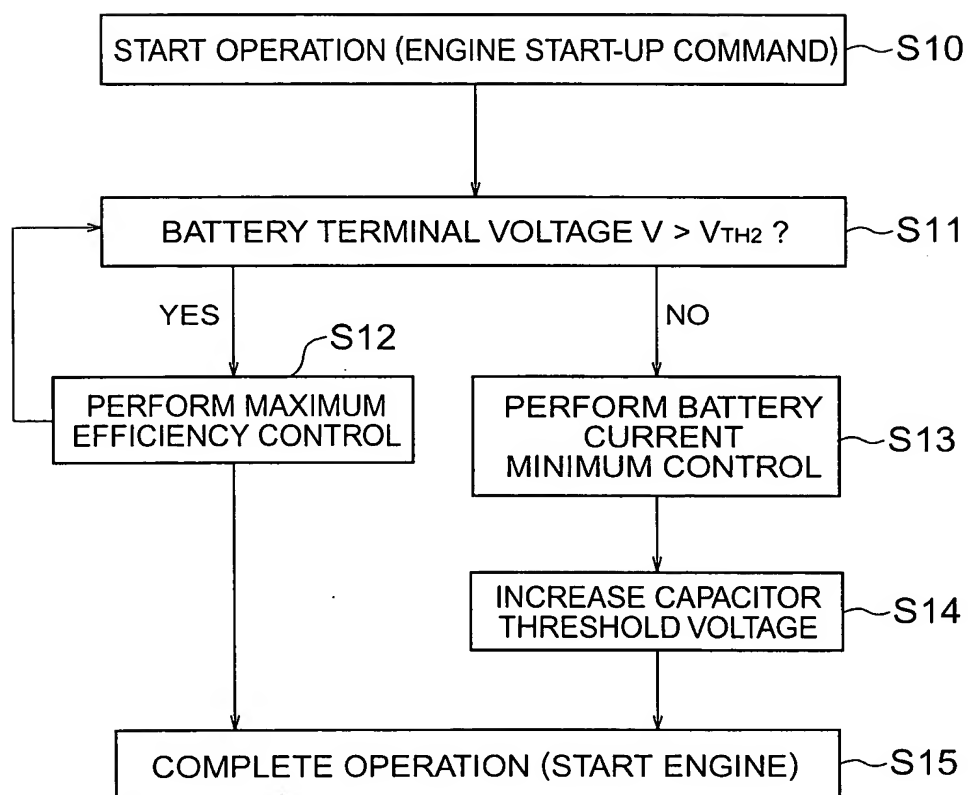 START OPERATION (ENGINE START-UP COMMAND)
S10
BATTERY TERMINAL VOLTAGE V > VTH2 ?
S11
YES
NO
S12
PERFORM MAXIMUM
EFFICIENCY CONTROL
PERFORM BATTERY
CURRENT
MINIMUM CONTROL
S13
INCREASE CAPACITOR
THRESHOLD VOLTAGE
S14
COMPLETE OPERATION (START ENGINE)
S15